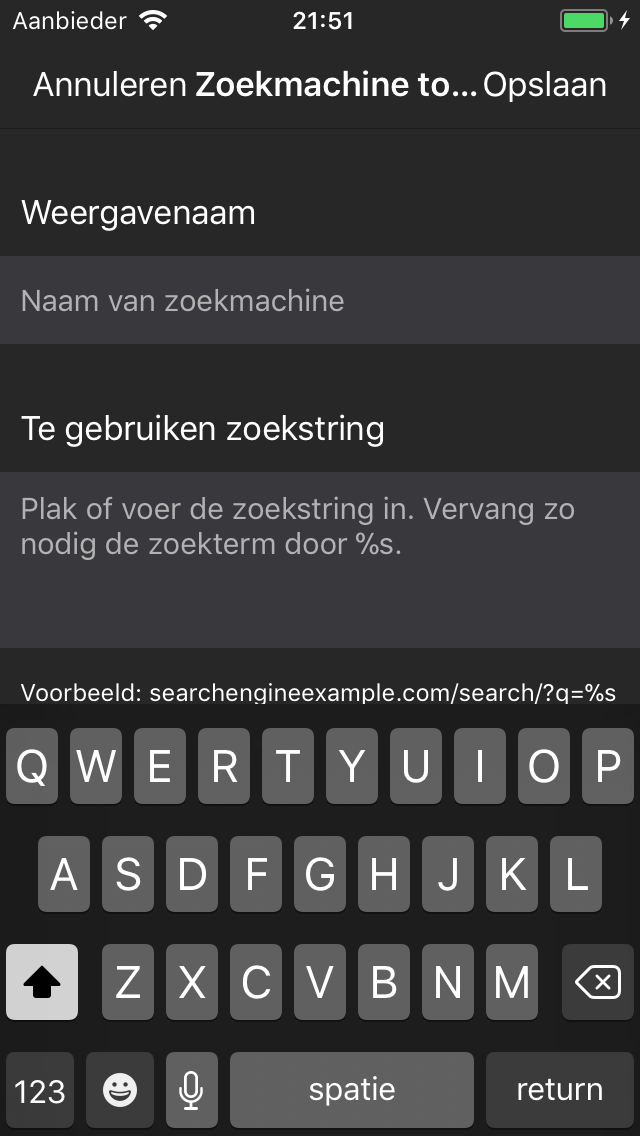 Aanbieder 21:51
Annuleren Zoekmachine to... Opslaan
Weergavenaam
Naam van zoekmachine
Te gebruiken zoekstring
Plak of voer de zoekstring in. Vervang zo
nodig de zoekterm door %s.
Voorbeeld: searchengineexample.com/search/?q=%s
Q W E R T Y U I O P
A S D F G H J K L
Z X C V B N M
123 spatie return